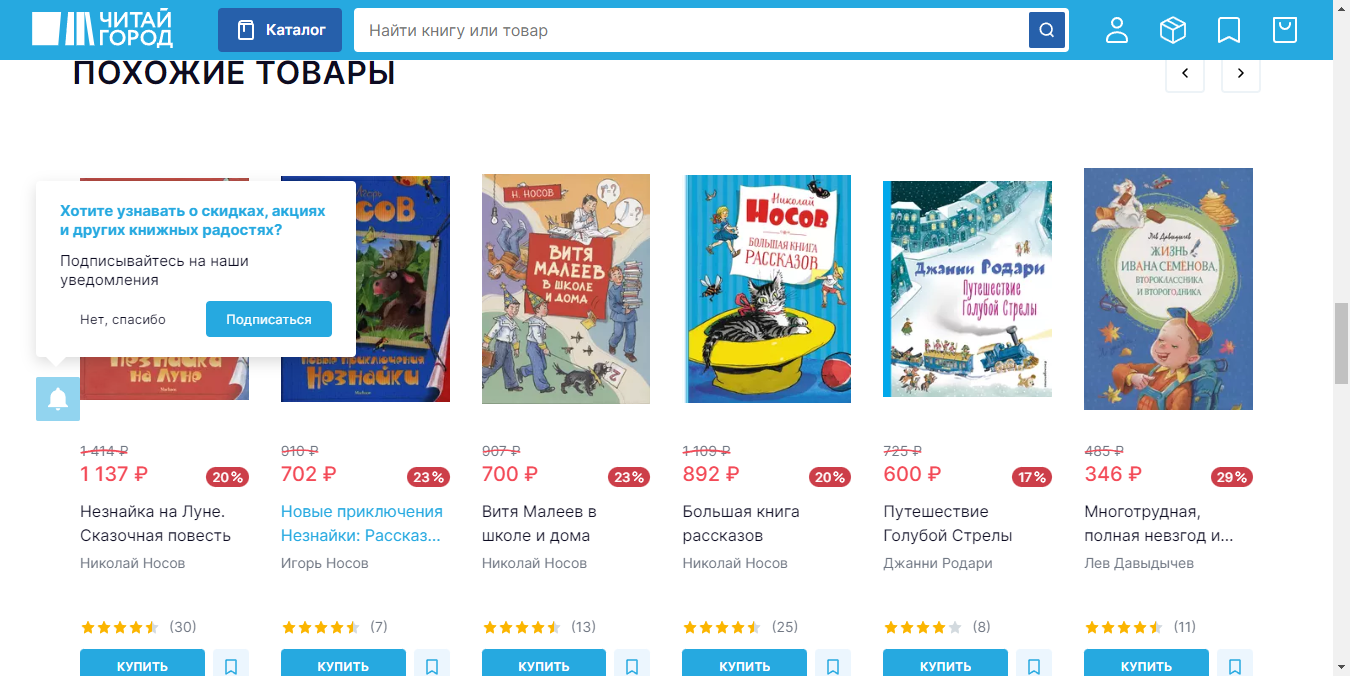 ЧИТАЙ
ГОРОД
Каталог
Найти книгу или товар
ПОХОЖИЕ ТОВАРЫ
Хотите узнавать о скидках, акциях
и других книжных радостях?
Подписывайтесь на наши
уведомления
Нет, спасибо
Подписаться
Незнайка
на Луне
Новые приключения
Незнайки
Н. НОСОВ
ВИТЯ
МАЛЕЕВ
В ШКОЛЕ
И ДОМА
Николай
Носов
БОЛЬШАЯ КНИГА
РАССКАЗОВ
Джанни Родари
Путешествие
Голубой Стрелы
Лев Давыдычев
ЖИЗНЬ
ИВАНА СЕМЁНОВА,
ВТОРОКЛАССНИКА
И ВТОРОГОДНИКА
1 414 ₽
1 137 ₽
20%
Незнайка на Луне.
Сказочная повесть
Николай Носов
(30)
КУПИТЬ
910 ₽
702 ₽
23%
Новые приключения
Незнайки: Рассказ...
Игорь Носов
(7)
КУПИТЬ
907 ₽
700 ₽
23%
Витя Малеев в
школе и дома
Николай Носов
(13)
КУПИТЬ
1 109 ₽
892 ₽
20%
Большая книга
рассказов
Николай Носов
(25)
КУПИТЬ
725 ₽
600 ₽
17%
Путешествие
Голубой Стрелы
Джанни Родари
(8)
КУПИТЬ
485 ₽
346 ₽
29%
Многотрудная,
полная невзгод и...
Лев Давыдычев
(11)
КУПИТЬ